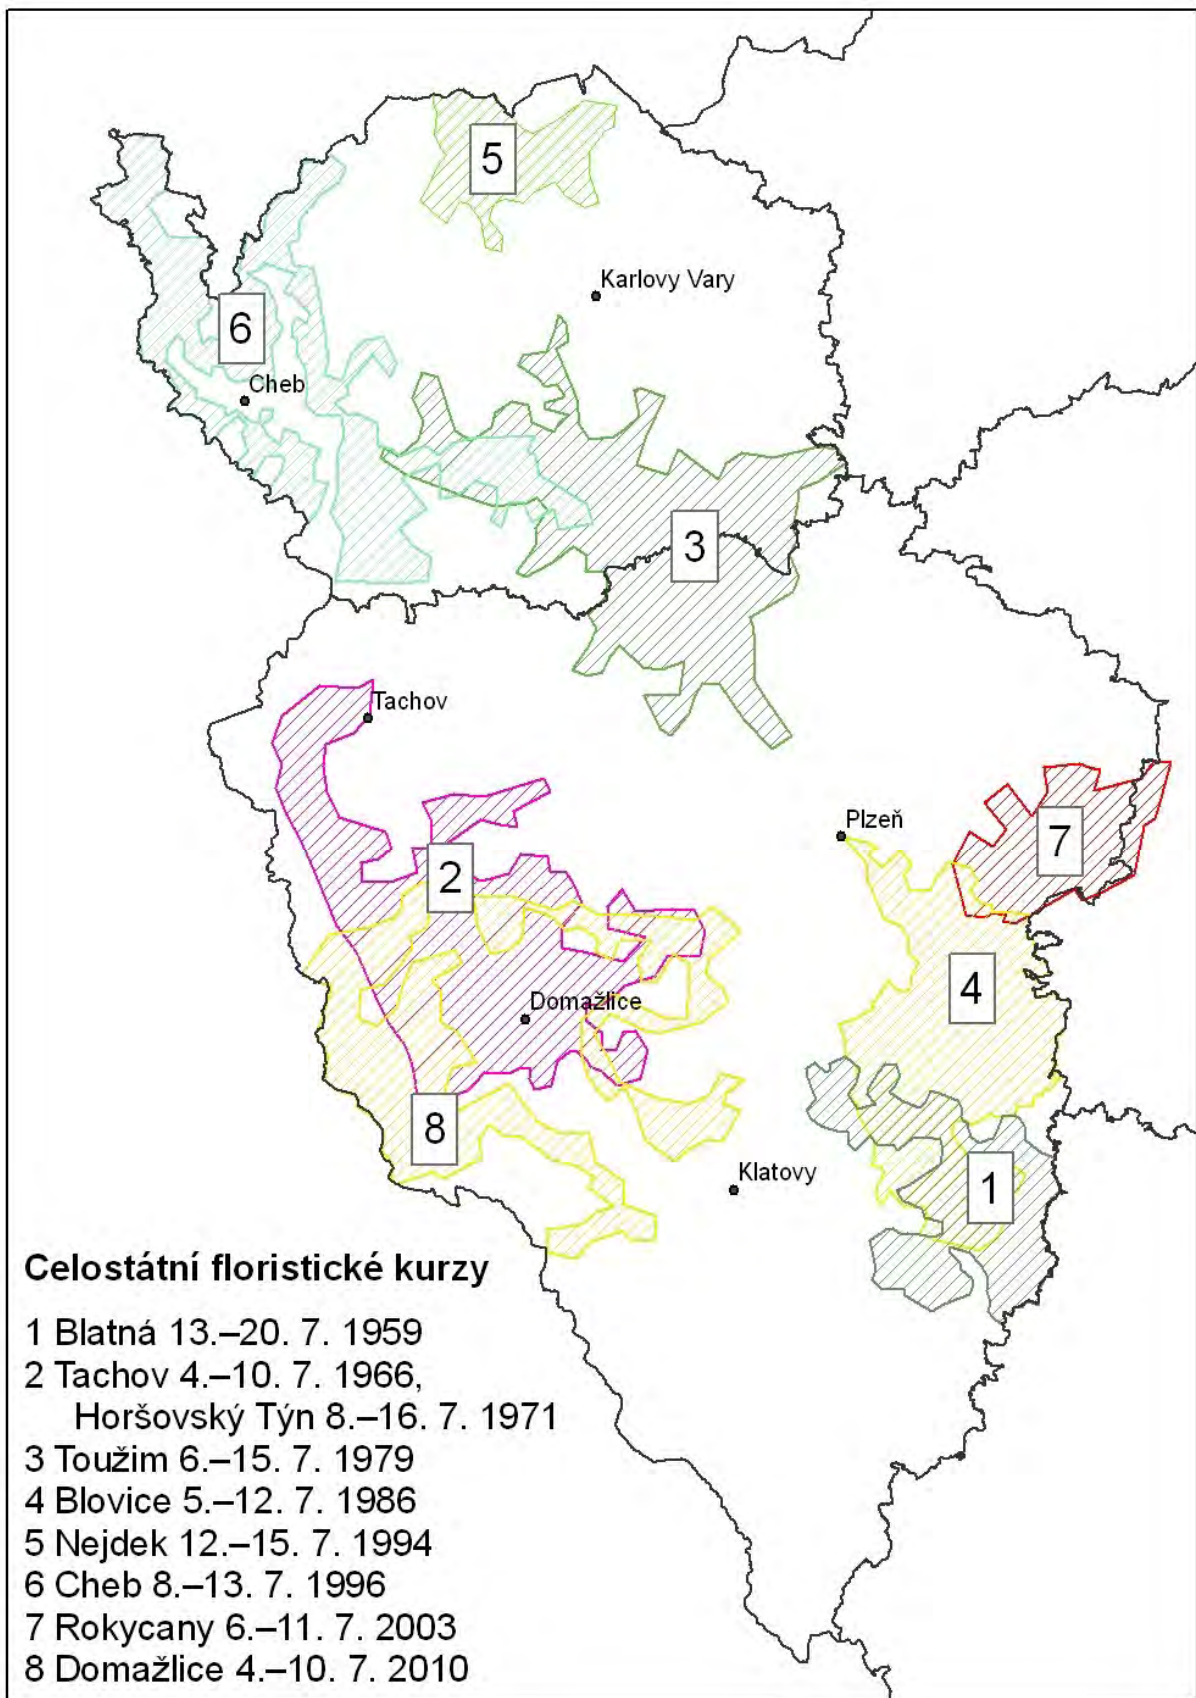 5
Karlovy Vary
6
Cheb
3
Tachov
Plzeň
7
2
4
Domažlice
8
Klatovy
1
Celostátní floristické kurzy
1 Blatná 13.–20. 7. 1959
2 Tachov 4.–10. 7. 1966,
Horšovský Týn 8.–16. 7. 1971
3 Toužim 6.–15. 7. 1979
4 Blovice 5.–12. 7. 1986
5 Nejdek 12.–15. 7. 1994
6 Cheb 8.–13. 7. 1996
7 Rokycany 6.–11. 7. 2003
8 Domažlice 4.–10. 7. 2010